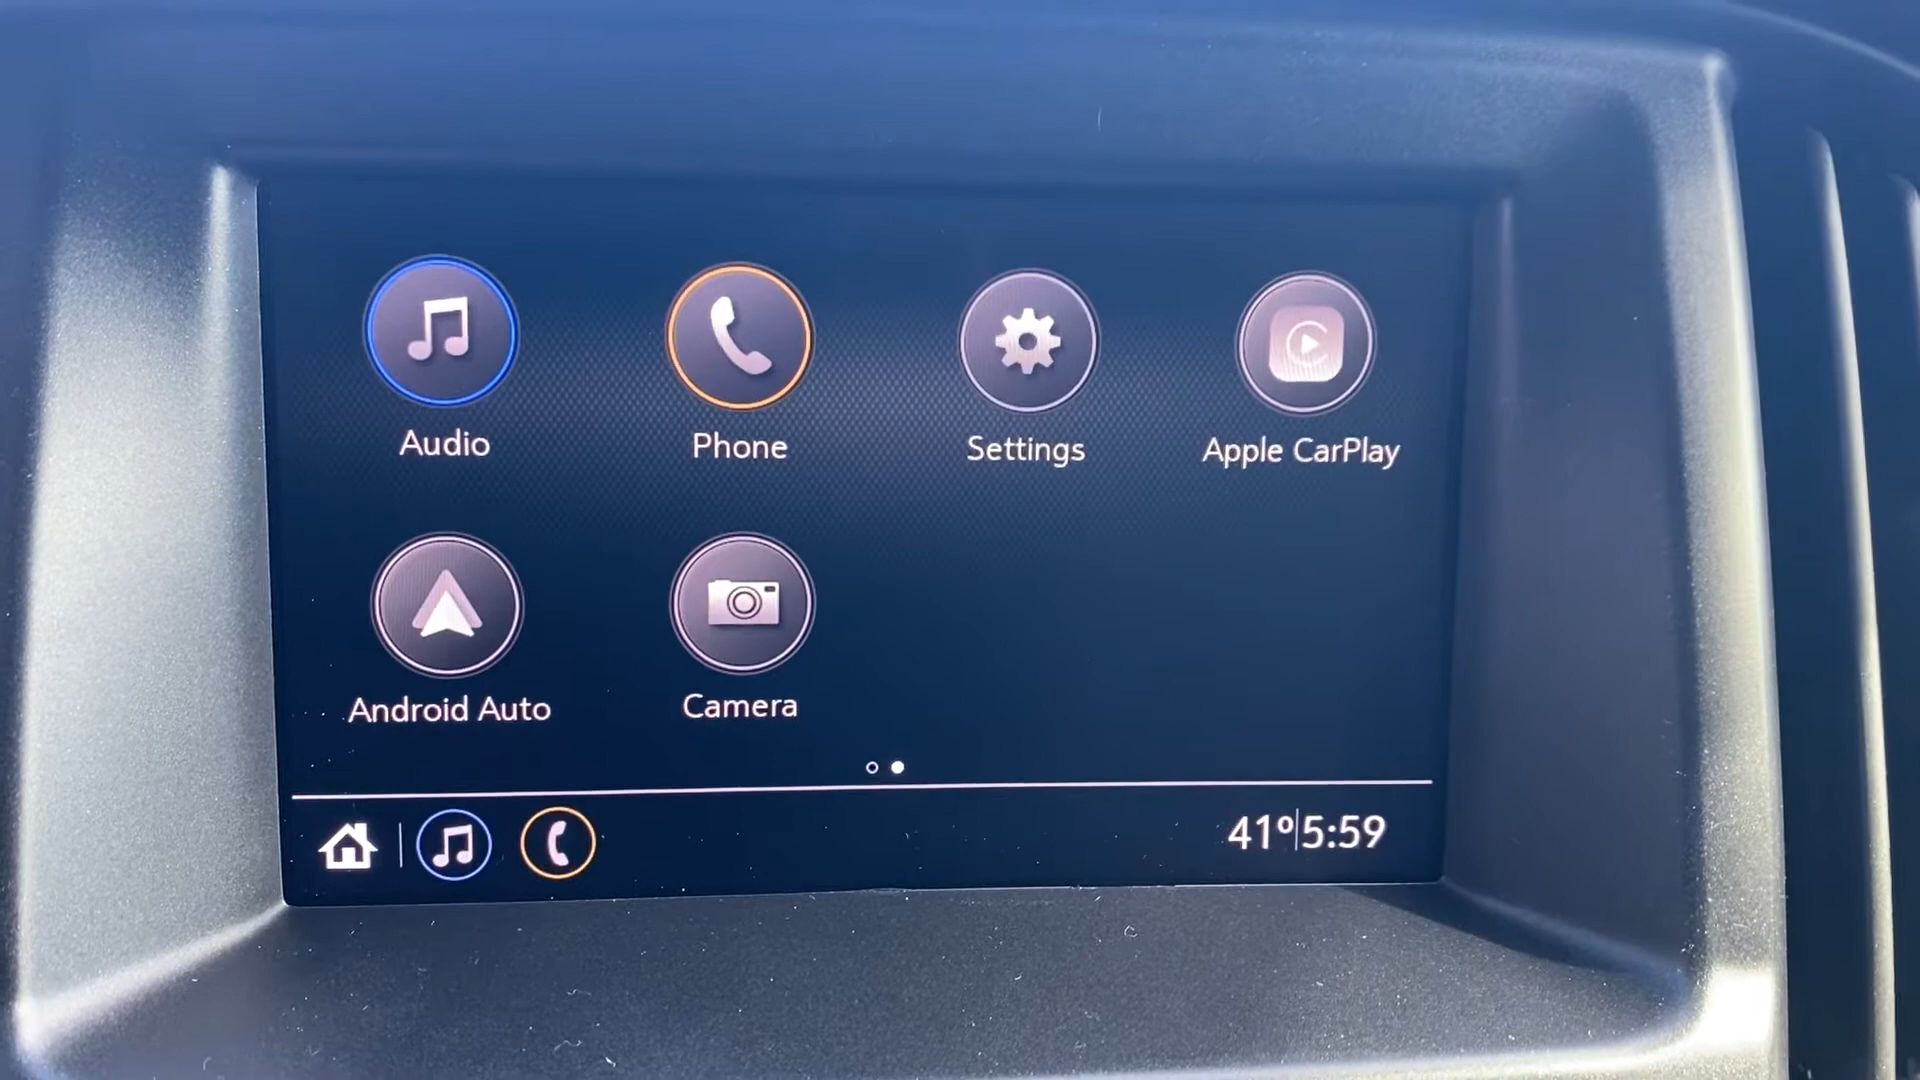 Audio
Phone
Settings
Apple CarPlay
Android Auto
Camera
41º|5:59